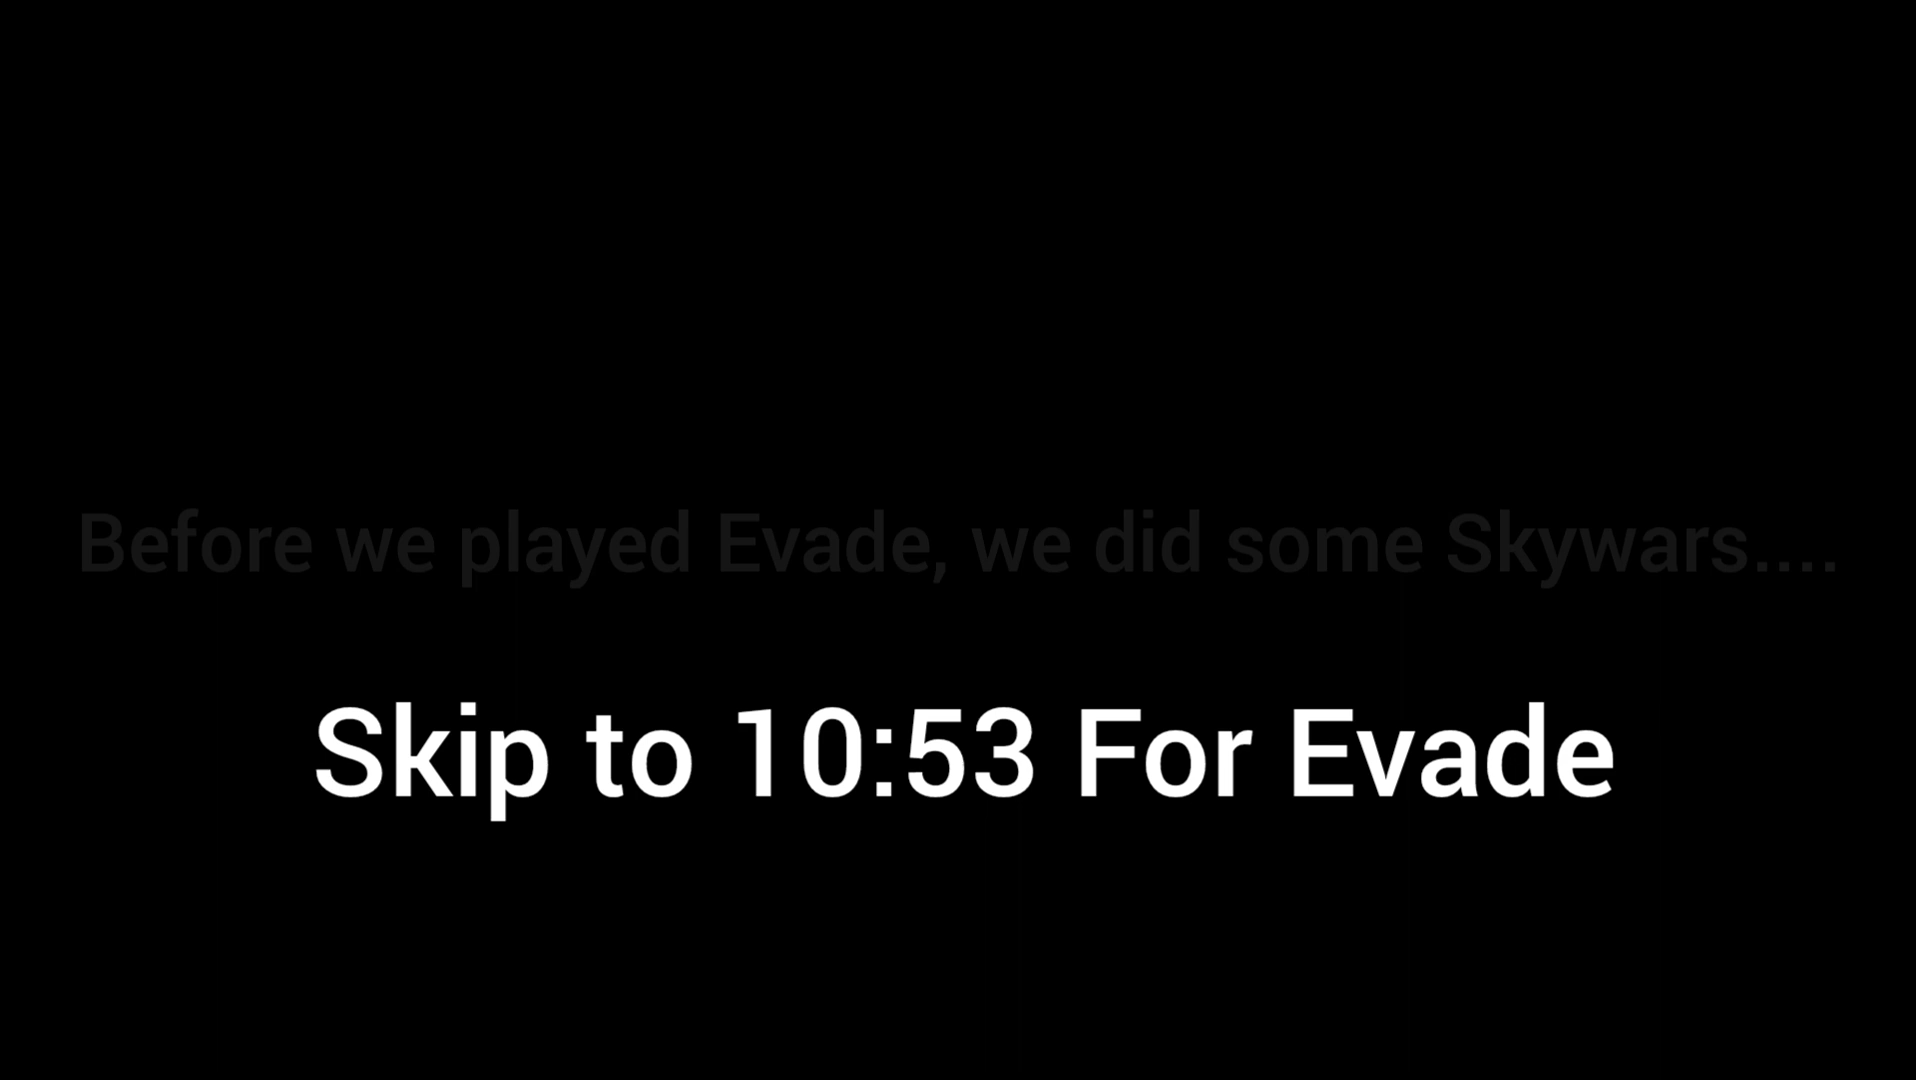 Before we played Evade, we did some Skywars....
Skip to 10:53 For Evade